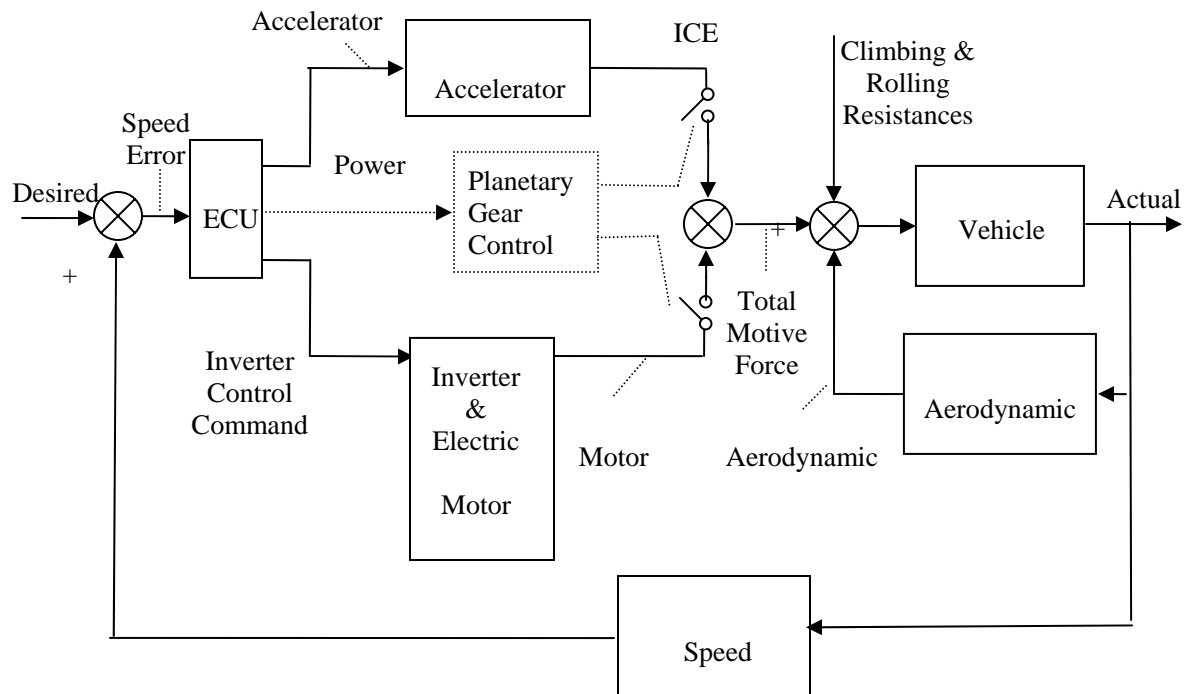 Accelerator
ICE
Climbing &
Rolling
Resistances
Accelerator
Speed
Error
Power
Planetary
Gear
Control
Desired
ECU
Vehicle
Actual
+
+
Total
Motive
Force
Inverter
Control
Command
Inverter
&
Electric
Motor
Motor
Aerodynamic
Aerodynamic
Speed